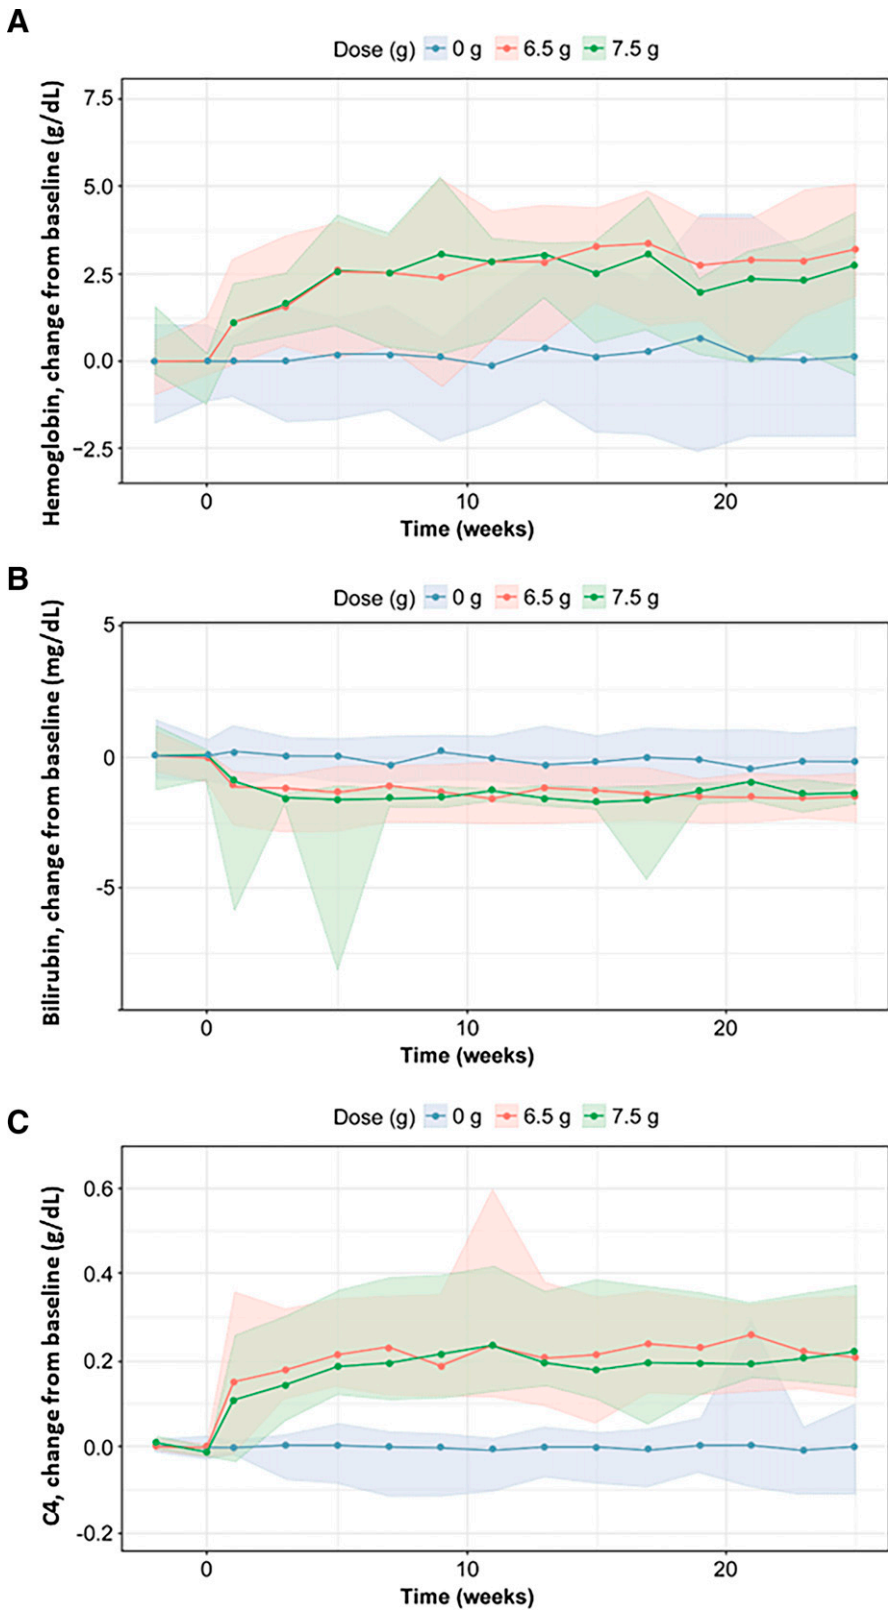 A
Dose (g) 0 g 6.5 g 7.5 g
Hemoglobin, change from baseline (g/dL)
7.5
5.0
2.5
0.0
−2.5
0 10 20
Time (weeks)
B
Dose (g) 0 g 6.5 g 7.5 g
Bilirubin, change from baseline (mg/dL)
5
0
-5
0 10 20
Time (weeks)
C
Dose (g) 0 g 6.5 g 7.5 g
C4, change from baseline (g/dL)
0.6
0.4
0.2
0.0
-0.2
0 10 20
Time (weeks)